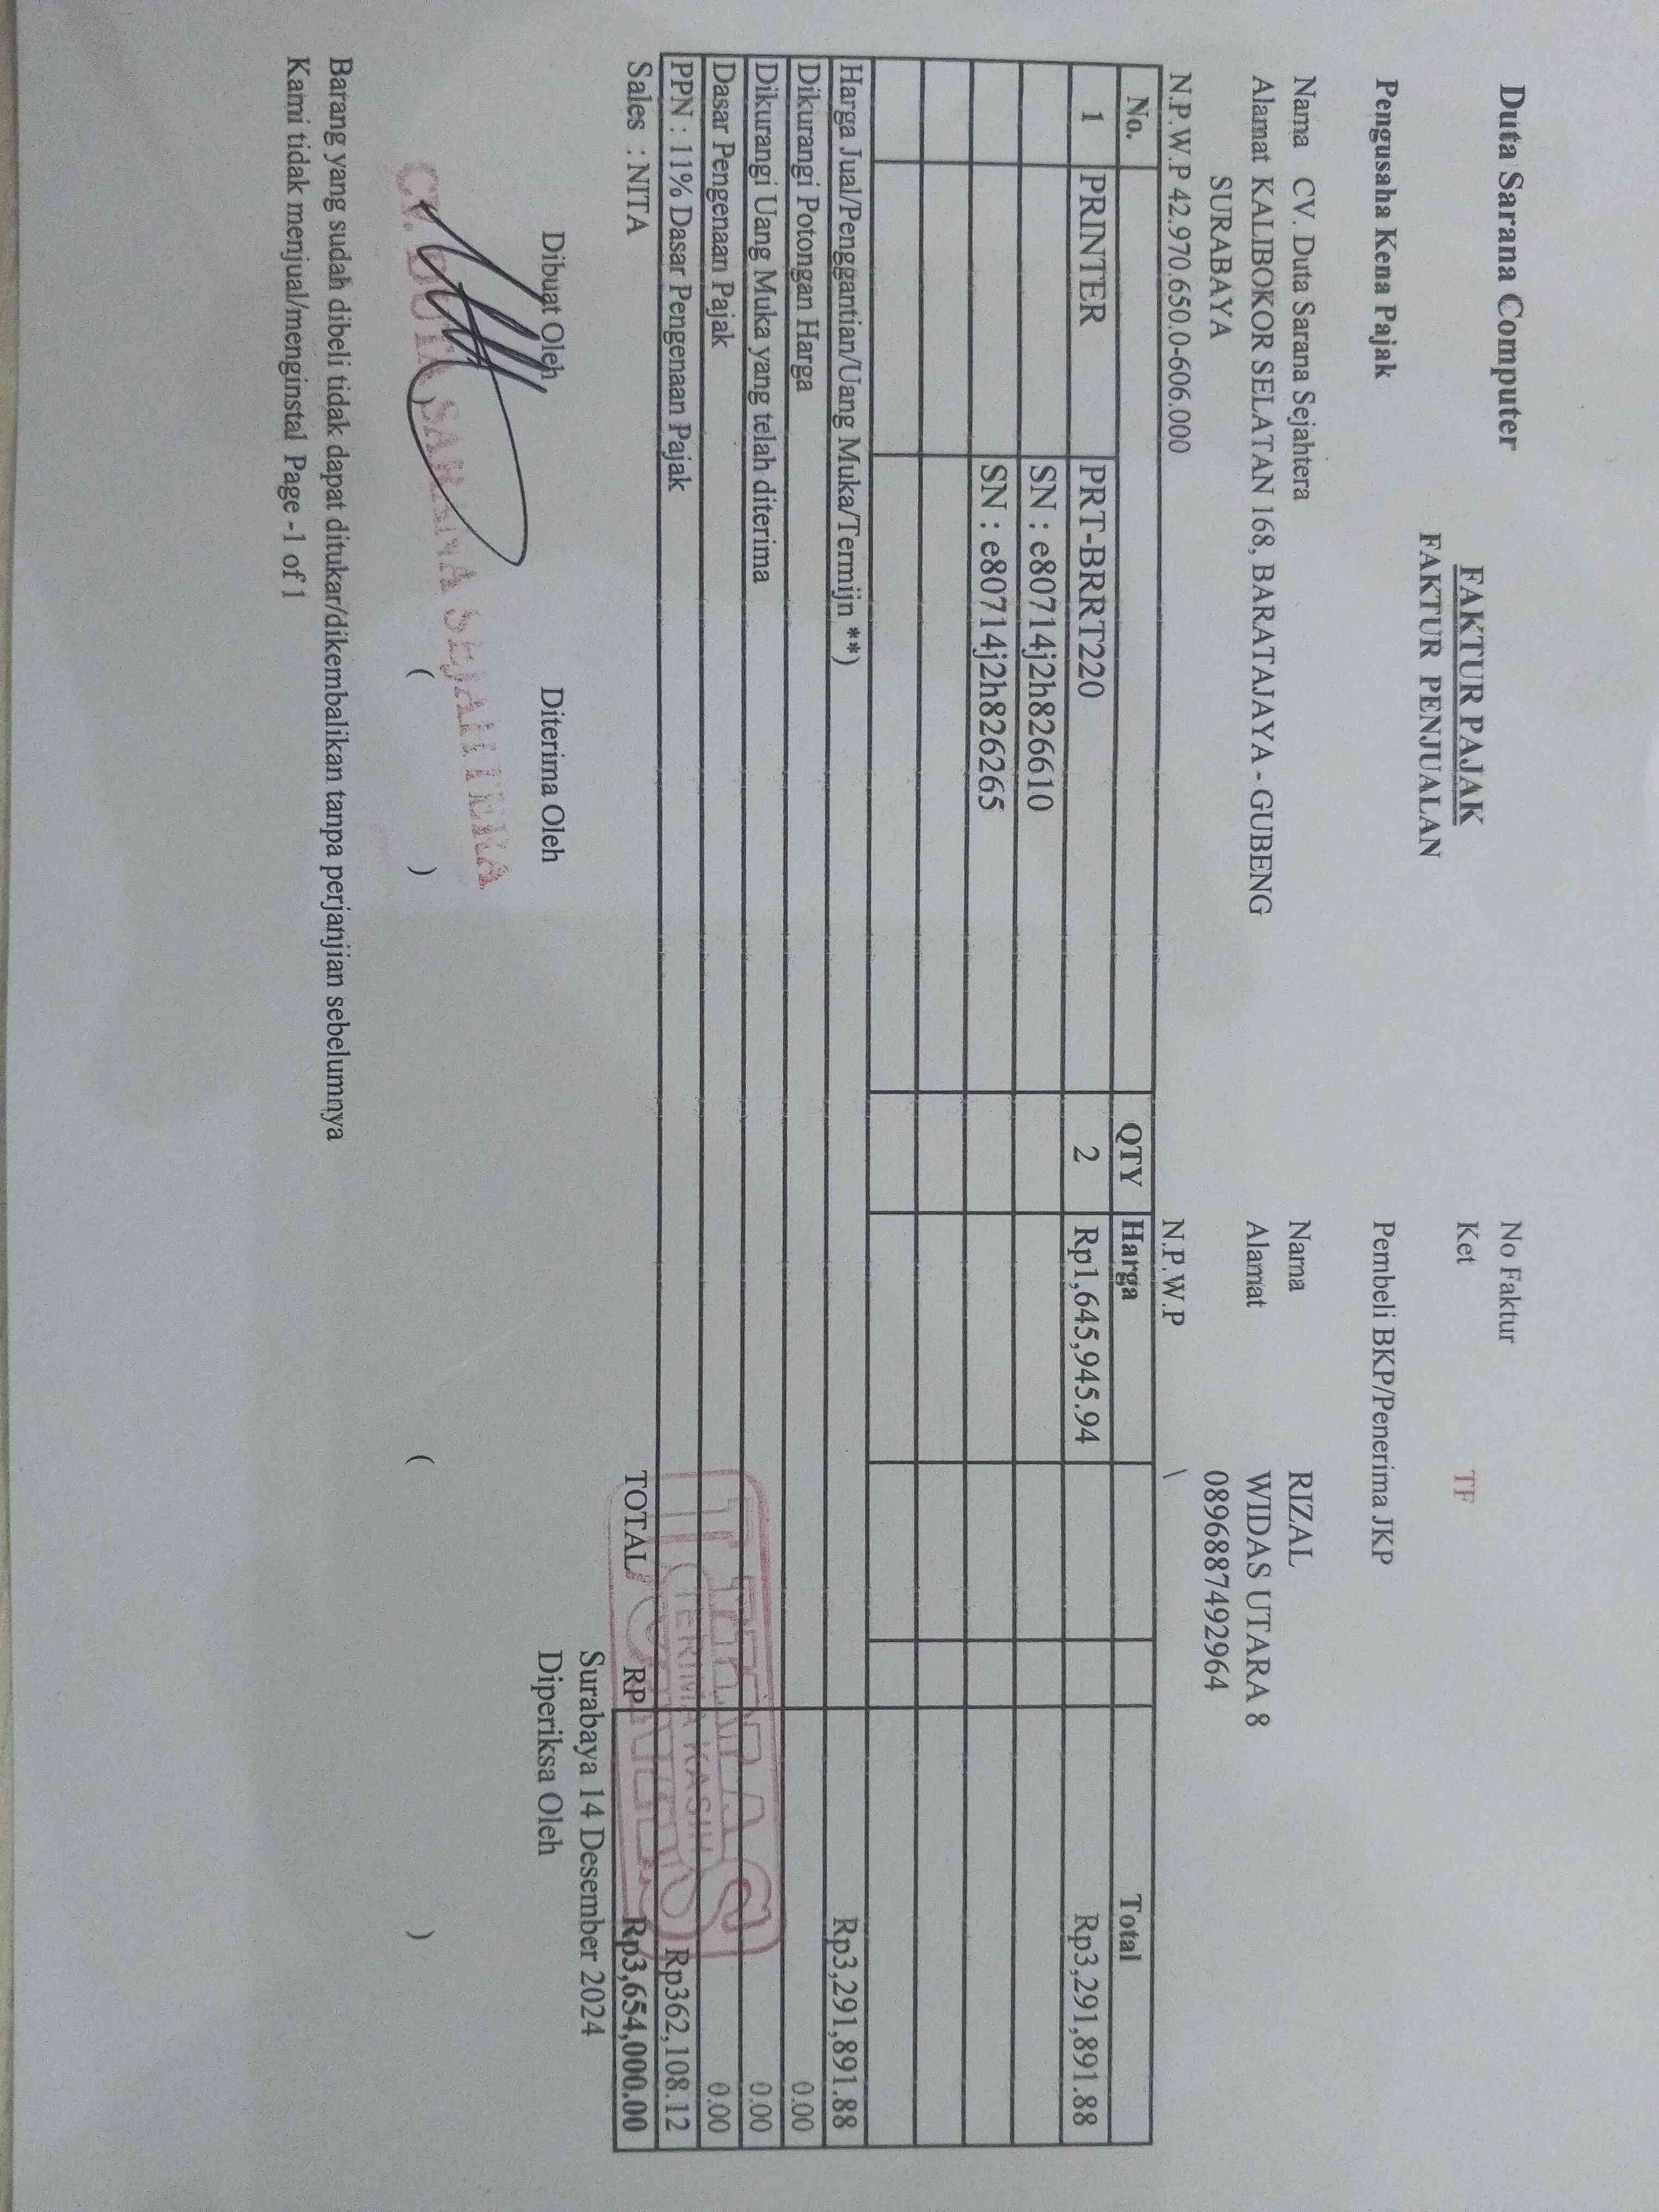 Duta Sarana Computer
No Faktur
FAKTUR PAJAK
Ket TF
FAKTUR PENJUALAN
Pengusaha Kena Pajak
Pembeli BKP/Penerima JKP
Nama CV. Duta Sarana Sejahtera
Nama RIZAL
Alamat KALIBOKOR SELATAN 168, BARATAJAYA - GUBENG
Alamat WIDAS UTARA 8
SURABAYA
0896887492964
N.P.W.P 42.970.650.0-606.000
N.P.W.P \
No. QTY Harga Total
1 PRINTER PRT-BRRT220 2 Rp1,645,945.94 Rp3,291,891.88
SN : e80714j2h826610
SN : e80714j2h826265
Harga Jual/Penggantian/Uang Muka/Termijn **) Rp3,291,891.88
Dikurangi Potongan Harga 0.00
Dikurangi Uang Muka yang telah diterima 0.00
Dasar Pengenaan Pajak 0.00
PPN : 11% Dasar Pengenaan Pajak Rp362,108.12
Sales : NITA TOTAL RP Rp3,654,000.00
TERIMA KASIH
Surabaya 14 Desember 2024
Dibuat Oleh, Diterima Oleh Diperiksa Oleh
CV. DUTA SARANA SEJAHTERA
( ) ( )
Barang yang sudah dibeli tidak dapat ditukar/dikembalikan tanpa perjanjian sebelumnya
Kami tidak menjual/menginstal Page -1 of 1